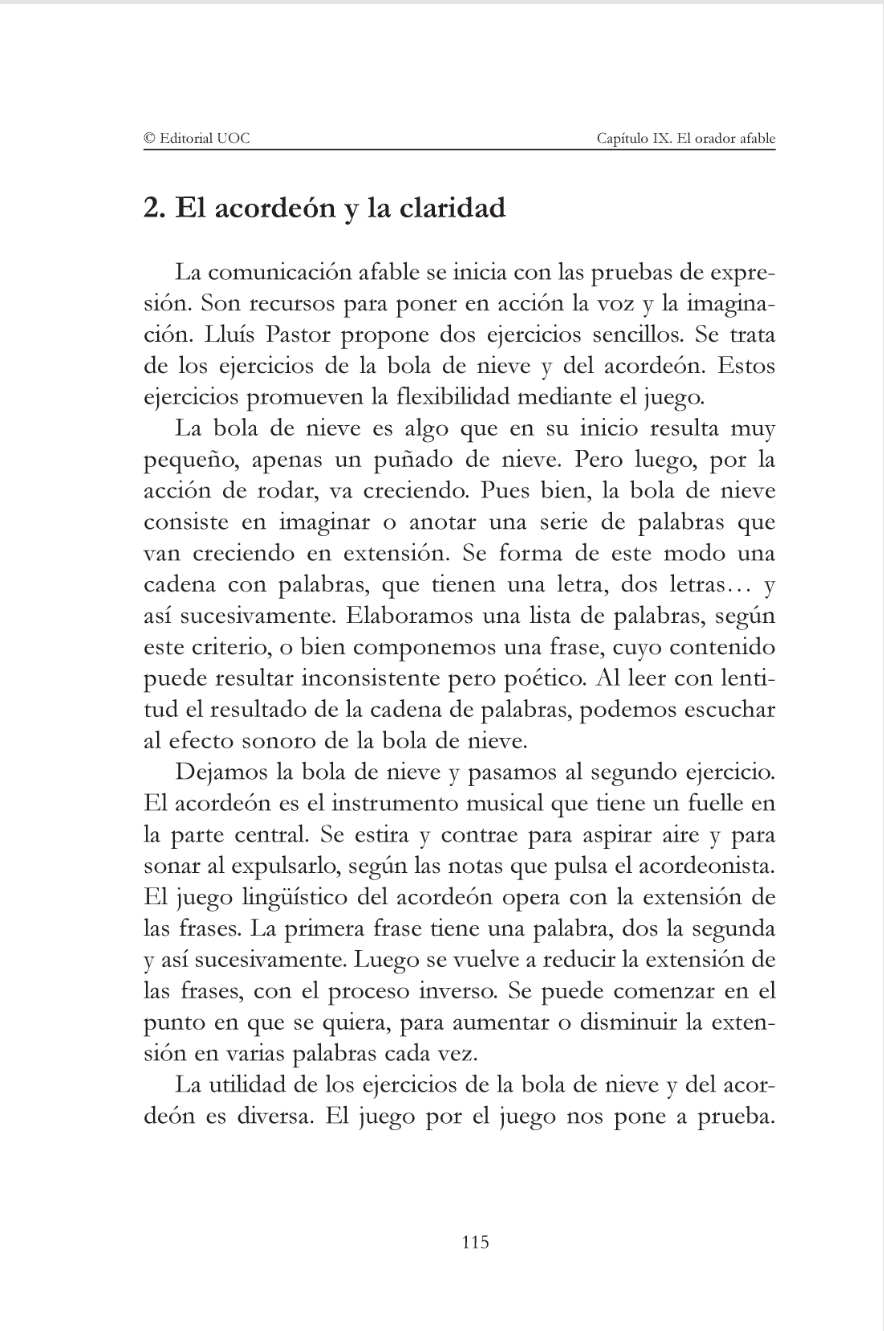 © Editorial UOC
Capítulo IX. El orador afable
2. El acordeón y la claridad
La comunicación afable se inicia con las pruebas de expre-
sión. Son recursos para poner en acción la voz y la imagina-
ción. Lluís Pastor propone dos ejercicios sencillos. Se trata
de los ejercicios de la bola de nieve y del acordeón. Estos
ejercicios promueven la flexibilidad mediante el juego.
La bola de nieve es algo que en su inicio resulta muy
pequeño, apenas un puñado de nieve. Pero luego, por la
acción de rodar, va creciendo. Pues bien, la bola de nieve
consiste en imaginar o anotar una serie de palabras que
van creciendo en extensión. Se forma de este modo una
cadena con palabras, que tienen una letra, dos letras… y
así sucesivamente. Elaboramos una lista de palabras, según
este criterio, o bien componemos una frase, cuyo contenido
puede resultar inconsistente pero poético. Al leer con lenti-
tud el resultado de la cadena de palabras, podemos escuchar
al efecto sonoro de la bola de nieve.
Dejamos la bola de nieve y pasamos al segundo ejercicio.
El acordeón es el instrumento musical que tiene un fuelle en
la parte central. Se estira y contrae para aspirar aire y para
sonar al expulsarlo, según las notas que pulsa el acordeonista.
El juego lingüístico del acordeón opera con la extensión de
las frases. La primera frase tiene una palabra, dos la segunda
y así sucesivamente. Luego se vuelve a reducir la extensión de
las frases, con el proceso inverso. Se puede comenzar en el
punto en que se quiera, para aumentar o disminuir la exten-
sión en varias palabras cada vez.
La utilidad de los ejercicios de la bola de nieve y del acor-
deón es diversa. El juego por el juego nos pone a prueba.
115